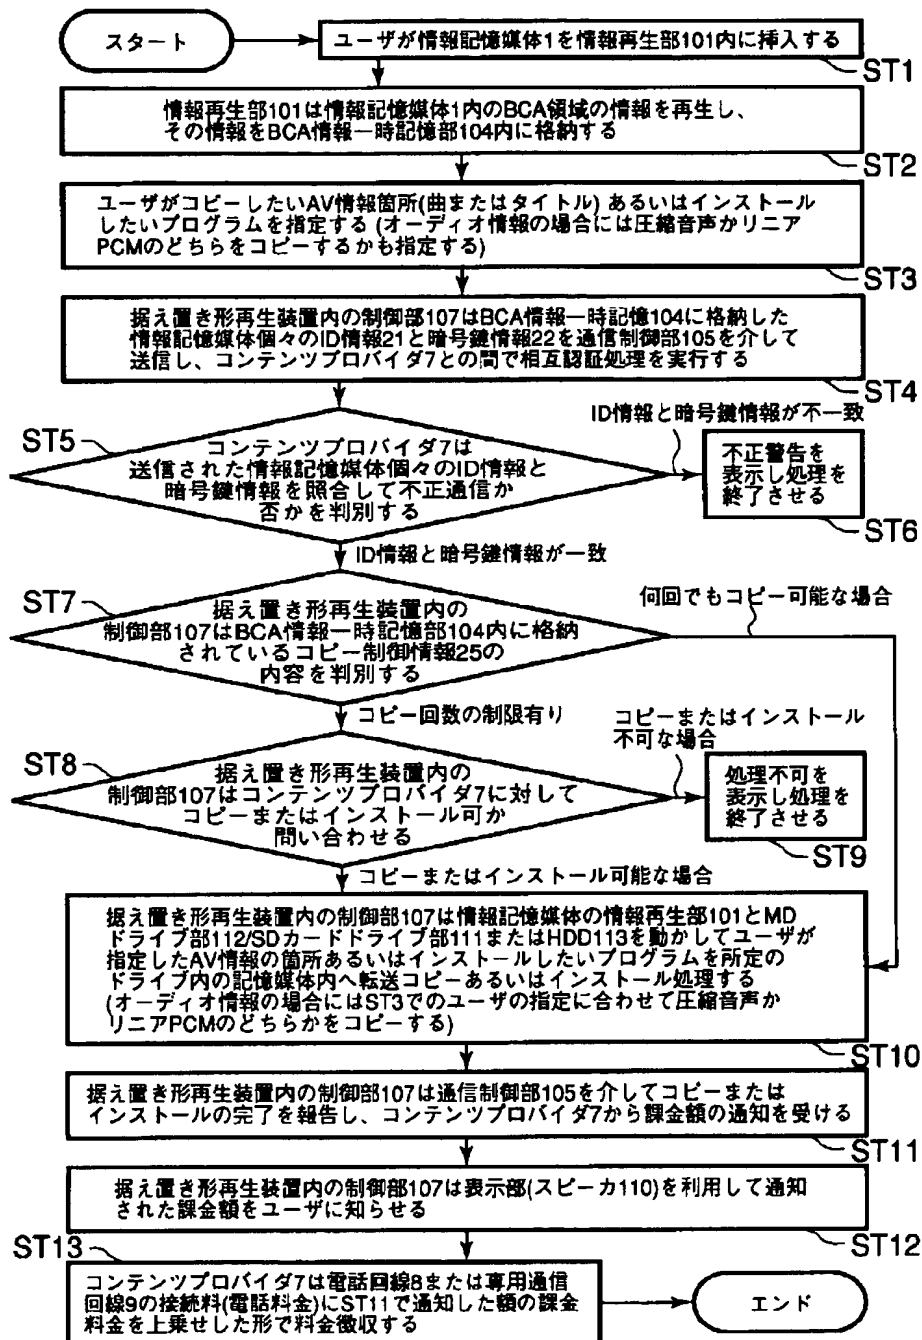 スタート
ユーザが情報記憶媒体1を情報再生部101内に挿入する
ST1
情報再生部101は情報記憶媒体1内のBCA領域の情報を再生し、
その情報をBCA情報一時記憶部104内に格納する
ST2
ユーザがコピーしたいAV情報箇所(曲またはタイトル)あるいはインストール
したいプログラムを指定する(オーディオ情報の場合には圧縮音声かリニア
PCMのどちらをコピーするかも指定する)
ST3
据え置き形再生装置内の制御部107はBCA情報一時記憶104に格納した
情報記憶媒体個々のID情報21と暗号鍵情報22を通信制御部105を介して
送信し、コンテンツプロバイダ7との間で相互認証処理を実行する
ST4
ST5
コンテンツプロバイダ7は
送信された情報記憶媒体個々のID情報と
暗号鍵情報を照合して不正通信か
否かを判別する
ID情報と暗号鍵情報が不一致
不正警告を
表示し処理を
終了させる
ST6
ID情報と暗号鍵情報が一致
ST7
据え置き形再生装置内の
制御部107はBCA情報一時記憶部104内に格納
されているコピー制御情報25の
内容を判別する
何回でもコピー可能な場合
コピー回数の制限有り
ST8
据え置き形再生装置内の
制御部107はコンテンツプロバイダ7に対して
コピーまたはインストール可か
問い合わせる
コピーまたはインストール
不可な場合
処理不可を
表示し処理を
終了させる
ST9
コピーまたはインストール可能な場合
据え置き形再生装置内の制御部107は情報記憶媒体の情報再生部101とMD
ドライブ部112/SDカードドライブ部111またはHDD113を動かしてユーザが
指定したAV情報の箇所あるいはインストールしたいプログラムを所定の
ドライブ内の記憶媒体内へ転送コピーあるいはインストール処理する
(オーディオ情報の場合にはST3でのユーザの指定に合わせて圧縮音声か
リニアPCMのどちらかをコピーする)
ST10
据え置き形再生装置内の制御部107は通信制御部105を介してコピーまたは
インストールの完了を報告し、コンテンツプロバイダ7から課金額の通知を受ける
ST11
据え置き形再生装置内の制御部107は表示部(スピーカ110)を利用して通知
された課金額をユーザに知らせる
ST12
ST13
コンテンツプロバイダ7は電話回線8または専用通信
回線9の接続料(電話料金)にST11で通知した額の課金
料金を上乗せした形で料金徴収する
エンド